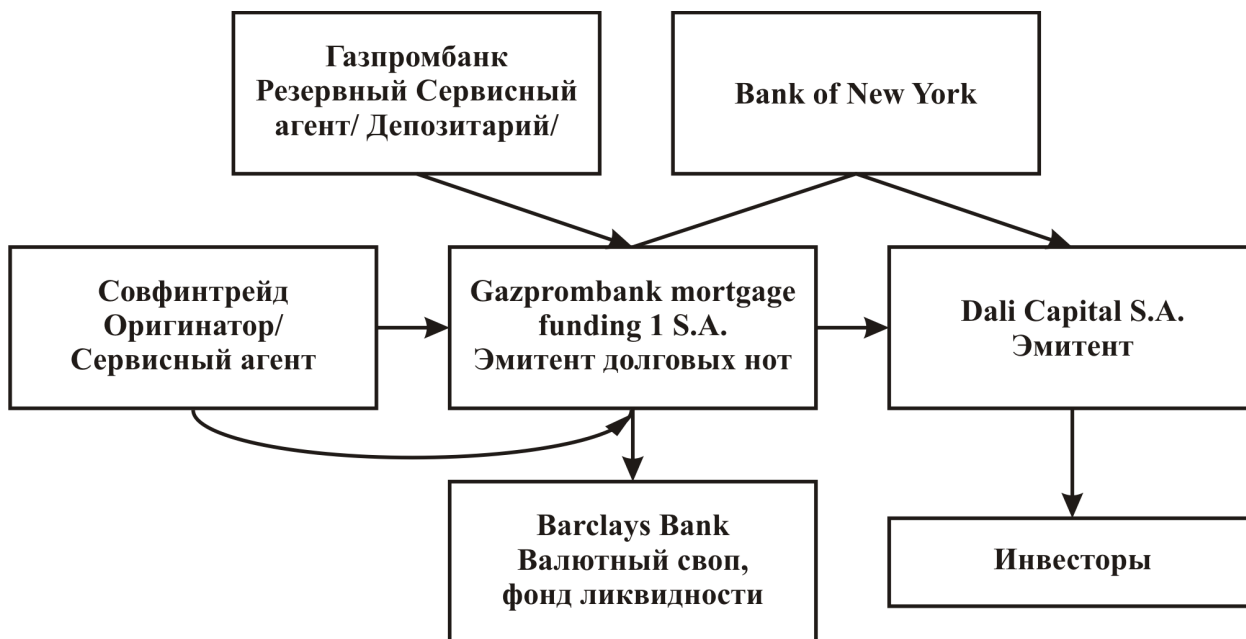 Газпромбанк
Резервный Сервисный
агент/ Депозитарий/
Bank of New York
Совфинтрейд
Оригинатор/
Сервисный агент
Gazprombank mortgage
funding 1 S.A.
Эмитент долговых нот
Dali Capital S.A.
Эмитент
Barclays Bank
Валютный своп,
фонд ликвидности
Инвесторы